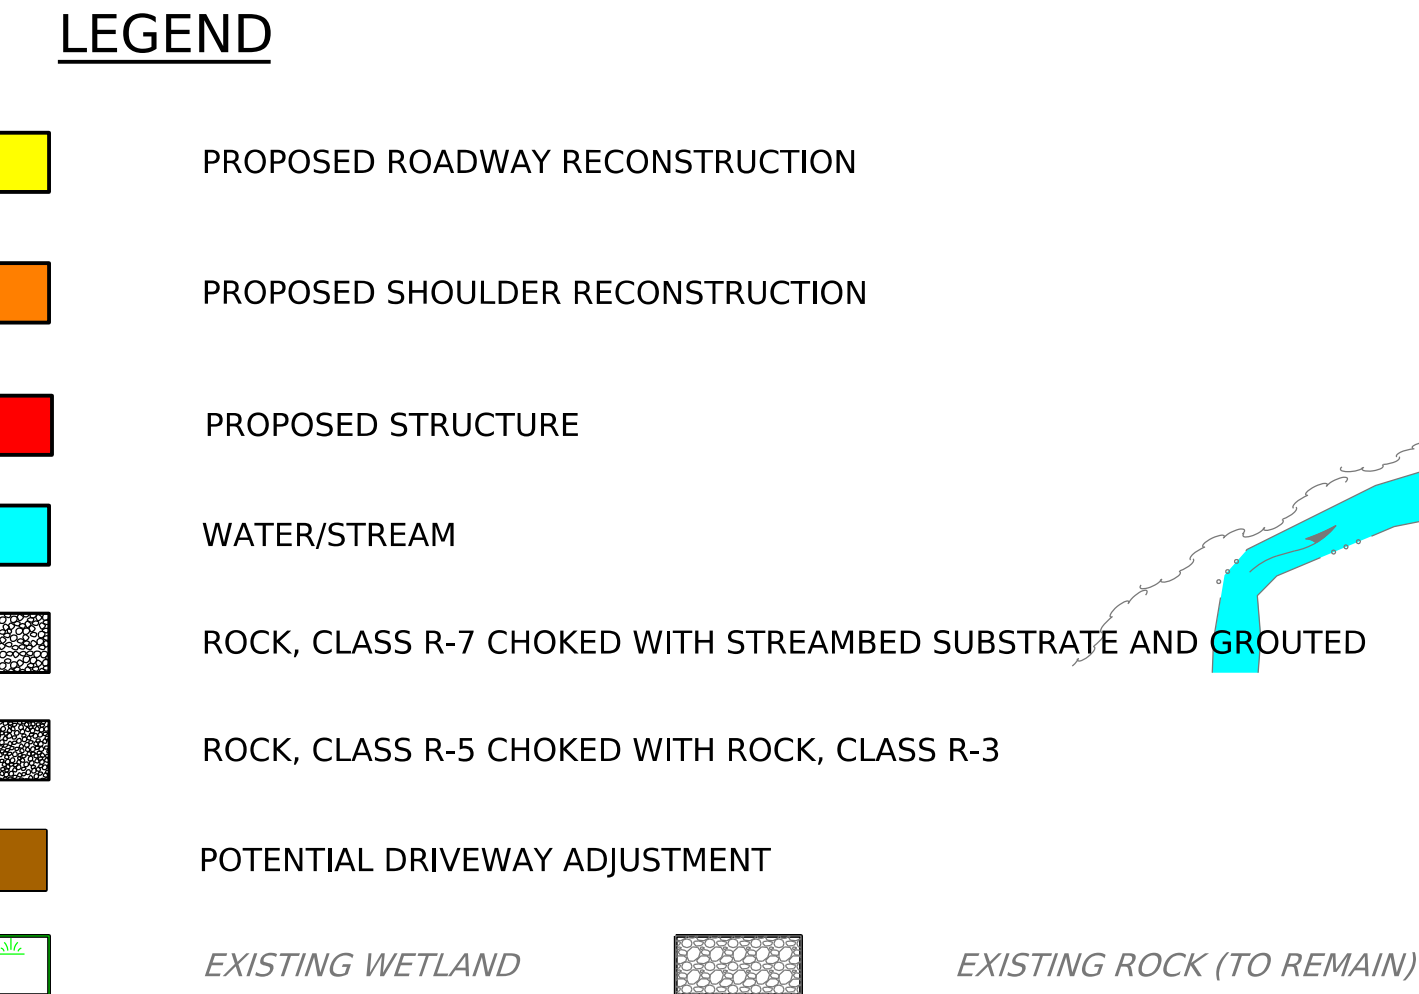 LEGEND
PROPOSED ROADWAY RECONSTRUCTION
PROPOSED SHOULDER RECONSTRUCTION
PROPOSED STRUCTURE
WATER/STREAM
ROCK, CLASS R-7 CHOKED WITH STREAMBED SUBSTRATE AND GROUTED
ROCK, CLASS R-5 CHOKED WITH ROCK, CLASS R-3
POTENTIAL DRIVEWAY ADJUSTMENT
EXISTING WETLAND
EXISTING ROCK (TO REMAIN)